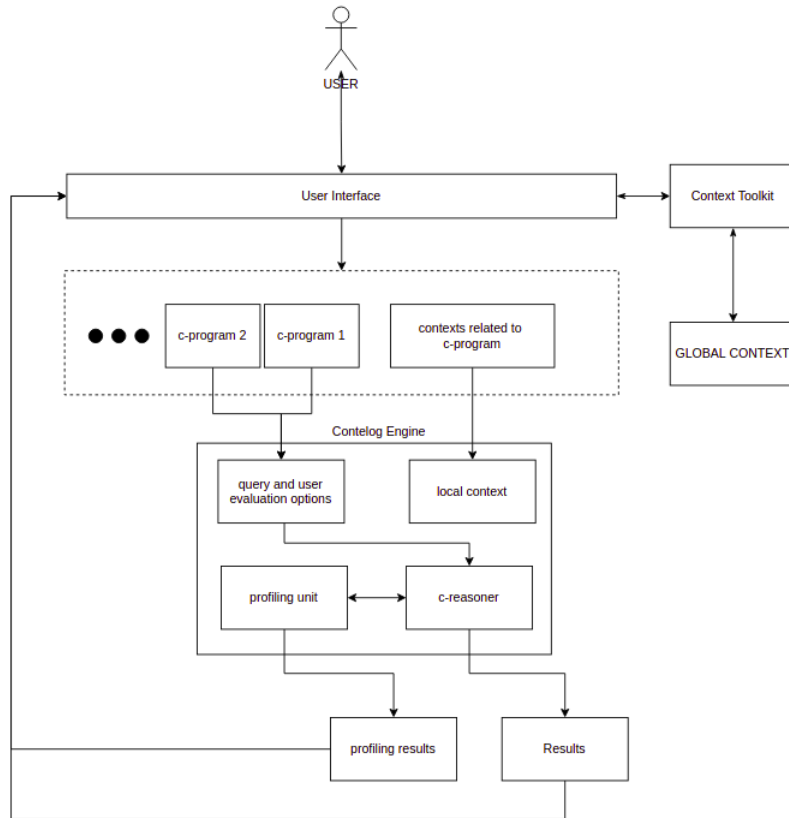 USER
User Interface
Context Toolkit
c-program 2
c-program 1
contexts related to
c-program
GLOBAL CONTEXT
Contelog Engine
query and user
evaluation options
local context
profiling unit
c-reasoner
profiling results
Results